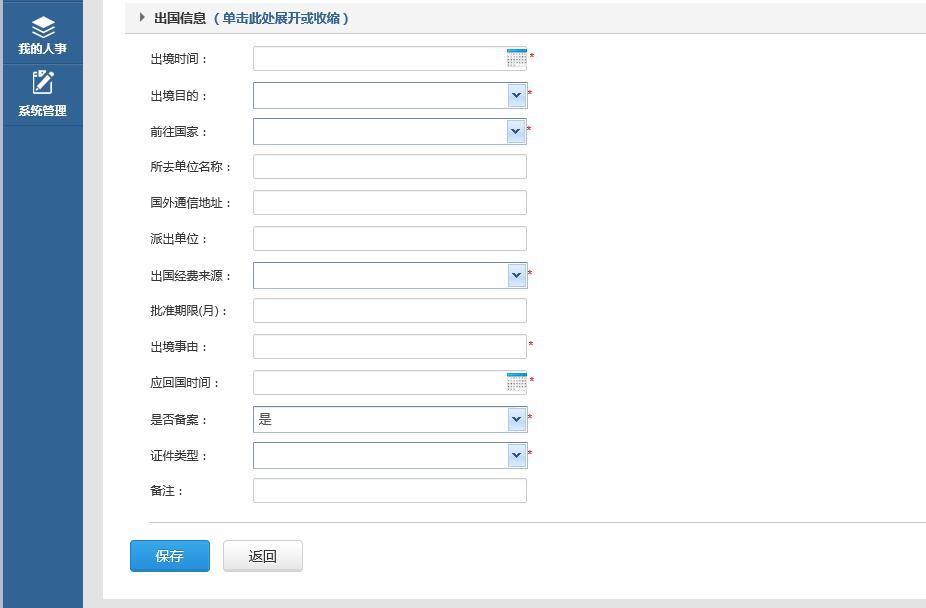 我的人事
系统管理
出国信息（单击此处展开或收缩）
出境时间： *
出境目的： *
前往国家： *
所去单位名称：
国外通信地址：
派出单位：
出国经费来源： *
批准期限(月)：
出境事由： *
应回国时间： *
是否备案： 是 *
证件类型： *
备注：
保存 返回